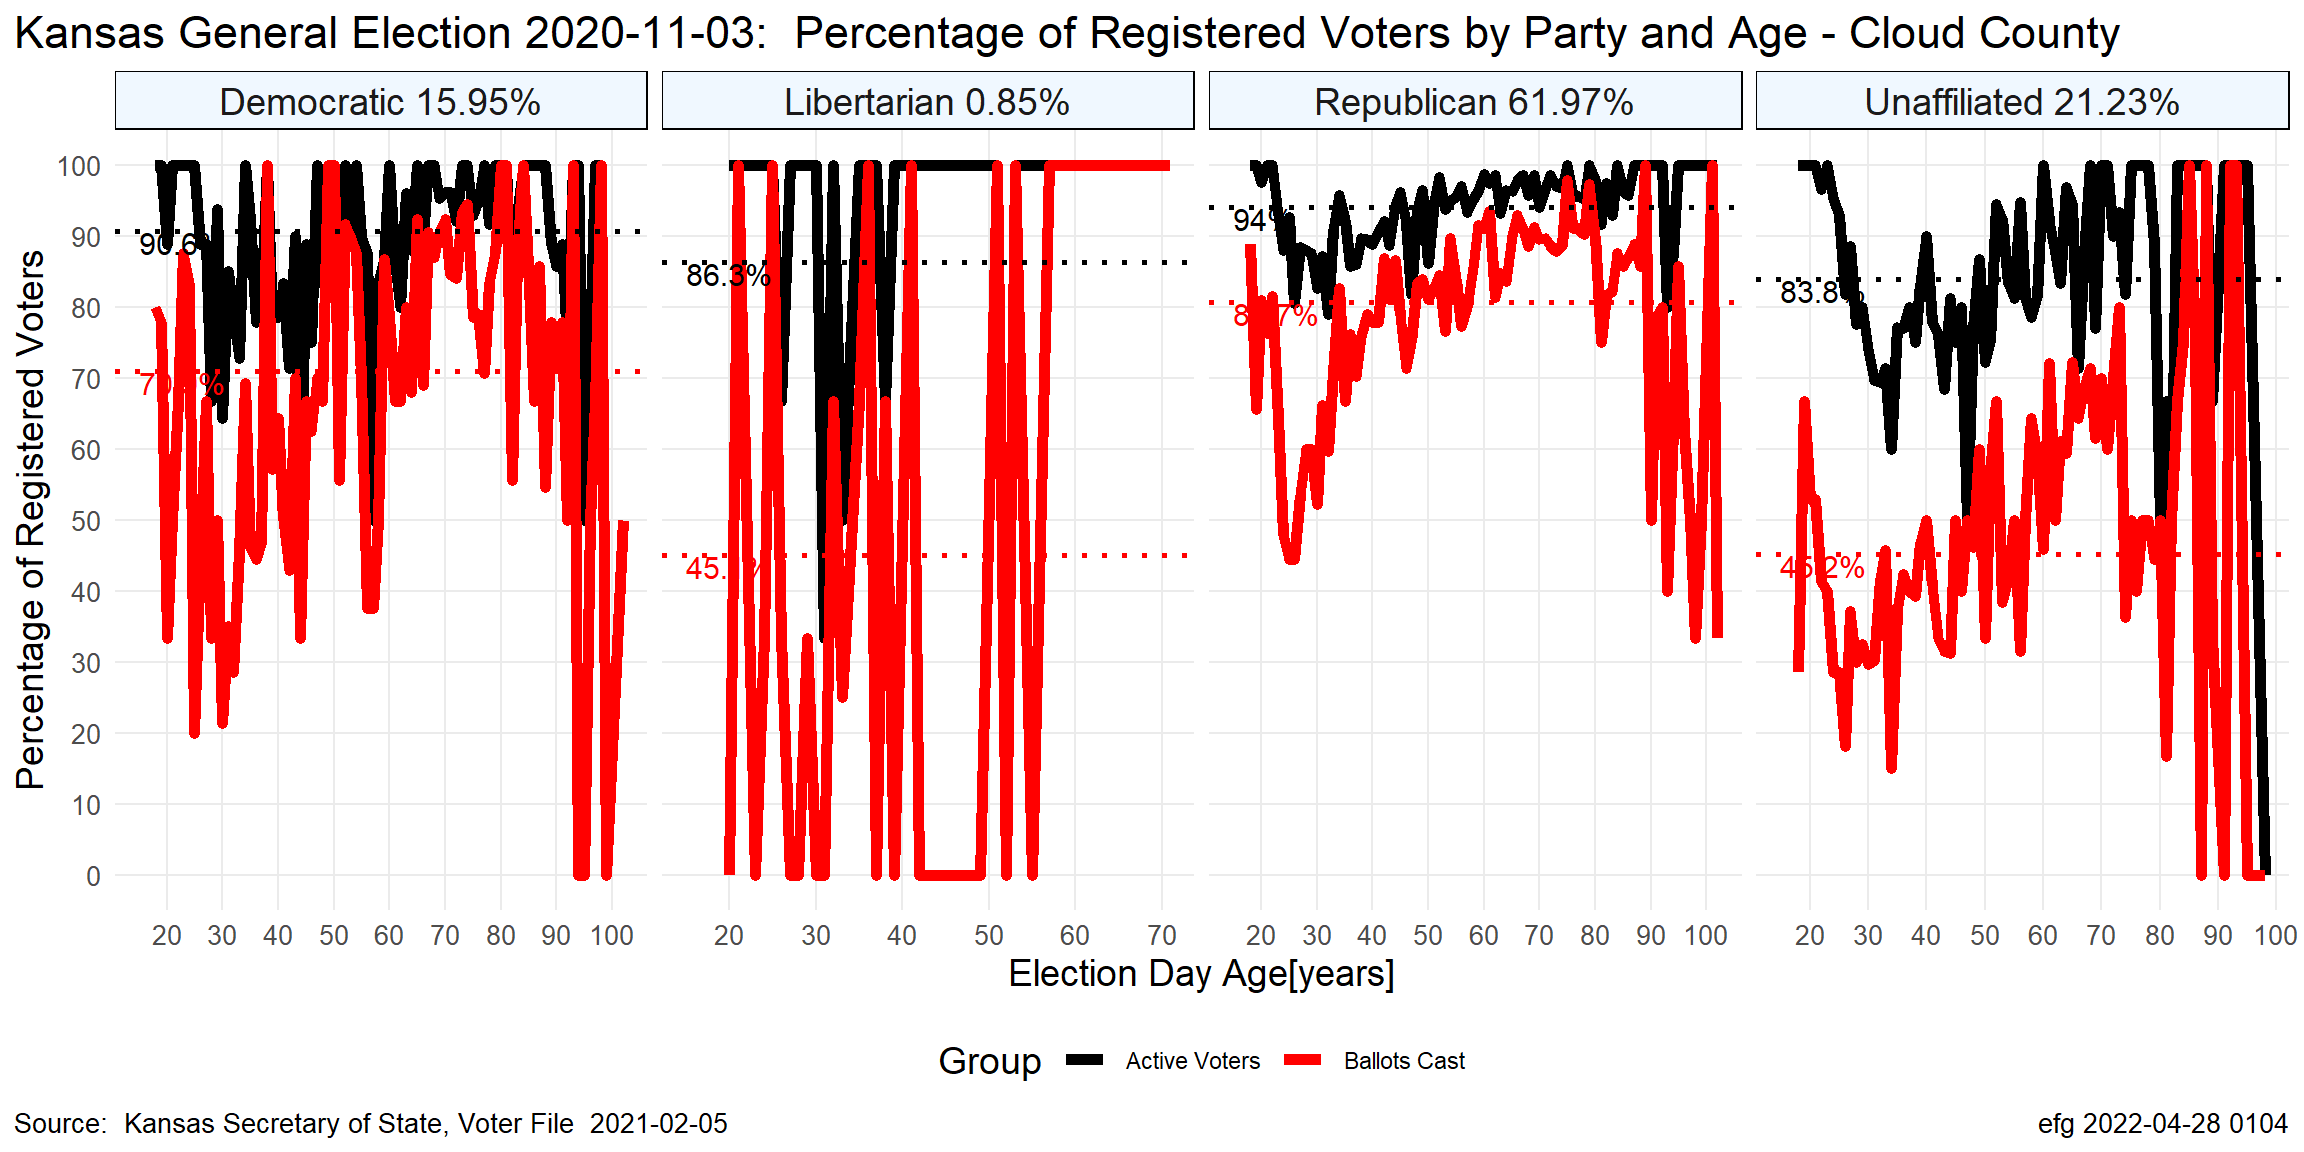 Kansas General Election 2020-11-03:  Percentage of Registered Voters by Party and Age - Cloud County
Democratic 15.95%
Libertarian 0.85%
Republican 61.97%
Unaffiliated 21.23%
Percentage of Registered Voters
100
90
80
70
60
50
40
30
20
10
0
94%
86.3%
83.8%
45.2%
20 30 40 50 60 70 80 90 100
20 30 40 50 60 70
20 30 40 50 60 70 80 90 100
20 30 40 50 60 70 80 90 100
Election Day Age[years]
Group Active Voters Ballots Cast
Source:  Kansas Secretary of State, Voter File  2021-02-05
efg 2022-04-28 0104